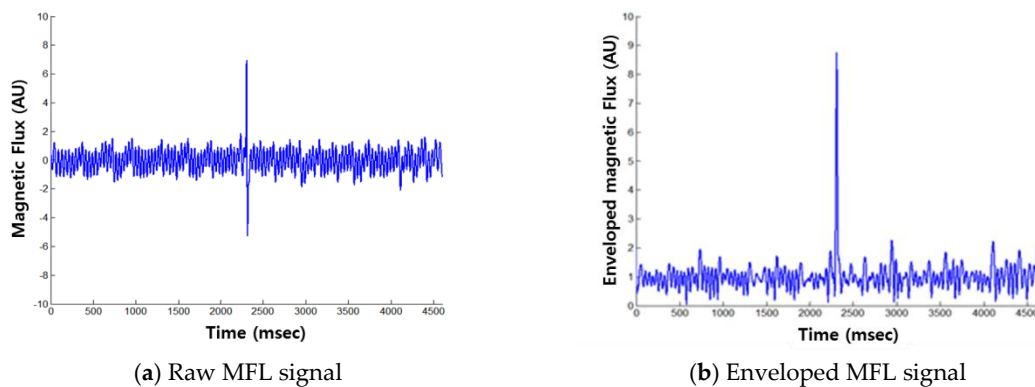 10
8
6
4
2
0
-2
-4
-6
-8
-10
Magnetic Flux (AU)
0 500 1000 1500 2000 2500 3000 3500 4000 4500
Time (msec)
(a) Raw MFL signal
10
9
8
7
6
5
4
3
2
1
0
Enveloped magnetic Flux (AU)
0 500 1000 1500 2000 2500 3000 3500 4000 4500
Time (msec)
(b) Enveloped MFL signal